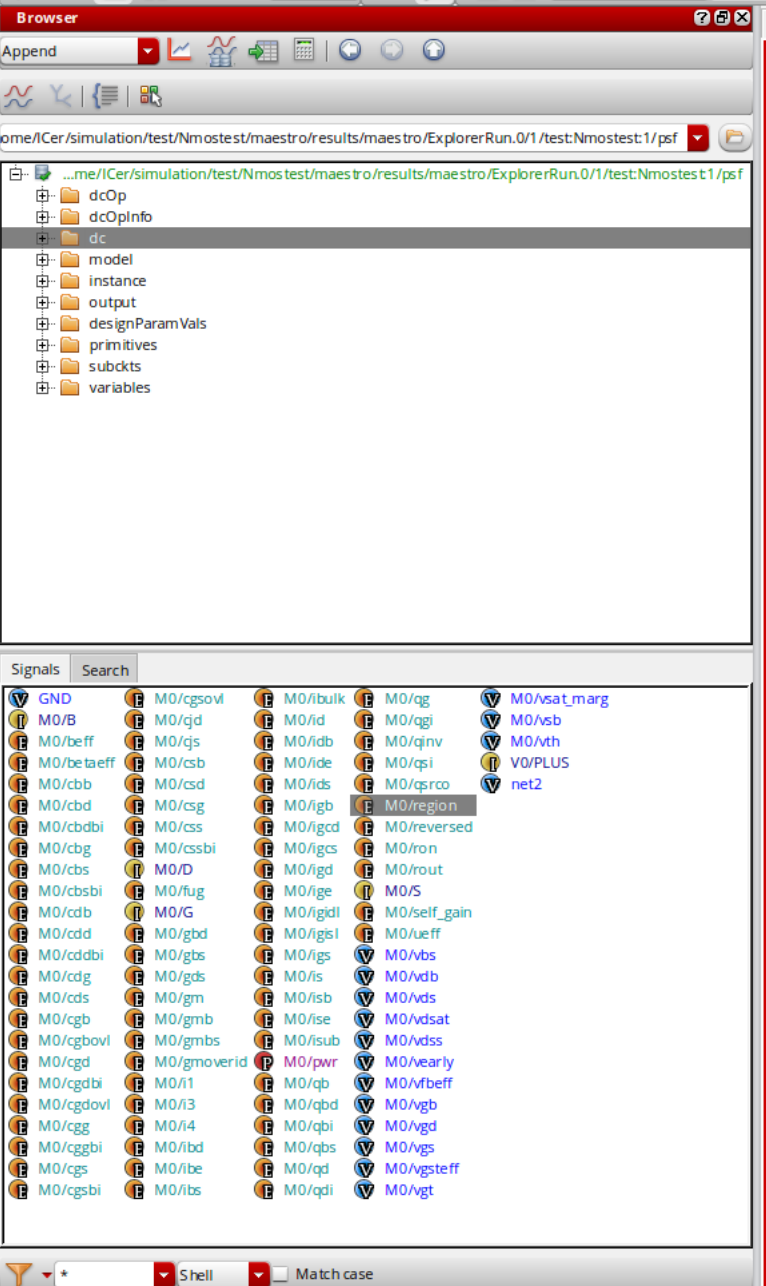 Browser
Append
ome/ICer/simulation/test/Nmostest/maestro/results/maestro/ExplorerRun.0/1/test:Nmostest:1/psf
...me/ICer/simulation/test/Nmostest/maestro/results/maestro/ExplorerRun.0/1/test:Nmostest:1/psf
dcOp
dcOpInfo
dc
model
instance
output
designParamVals
primitives
subckts
variables
Signals Search
GND M0/cgsovl M0/ibulk M0/qg M0/vsat_marg
M0/B M0/cjd M0/id M0/qgi M0/vsb
M0/beff M0/cjs M0/idb M0/qinv M0/vth
M0/betaeff M0/csb M0/ide M0/qsi V0/PLUS
M0/cbb M0/csd M0/ids M0/qsrco net2
M0/cbd M0/csg M0/igb M0/region
M0/cbdbi M0/css M0/igcd M0/reversed
M0/cbg M0/cssbi M0/igcs M0/ron
M0/cbs M0/D M0/igd M0/rout
M0/cbsbi M0/fug M0/ige M0/S
M0/cdb M0/G M0/igidl M0/self_gain
M0/cdd M0/gbd M0/igisl M0/ueff
M0/cddbi M0/gbs M0/igs M0/vbs
M0/cdg M0/gds M0/is M0/vdb
M0/cds M0/gm M0/isb M0/vds
M0/cgb M0/gmb M0/ise M0/vdsat
M0/cgbovl M0/gmbs M0/isub M0/vdss
M0/cgd M0/gmoverid M0/pwr M0/vearly
M0/cgdbi M0/i1 M0/qb M0/vfbeff
M0/cgdovl M0/i3 M0/qbd M0/vgb
M0/cgg M0/i4 M0/qbi M0/vgd
M0/cggbi M0/ibd M0/qbs M0/vgs
M0/cgs M0/ibe M0/qd M0/vgsteff
M0/cgsbi M0/ibs M0/qdi M0/vgt
* Shell Match case